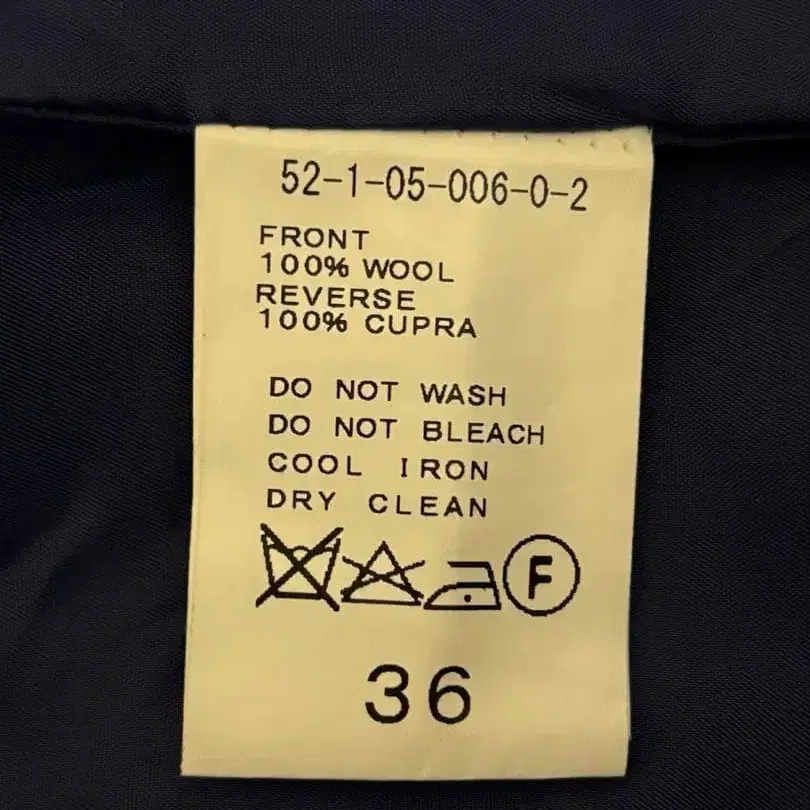 52-1-05-006-0-2
FRONT
100% WOOL
REVERSE
100% CUPRA
DO NOT WASH
DO NOT BLEACH
COOL IRON
DRY CLEAN
F
36